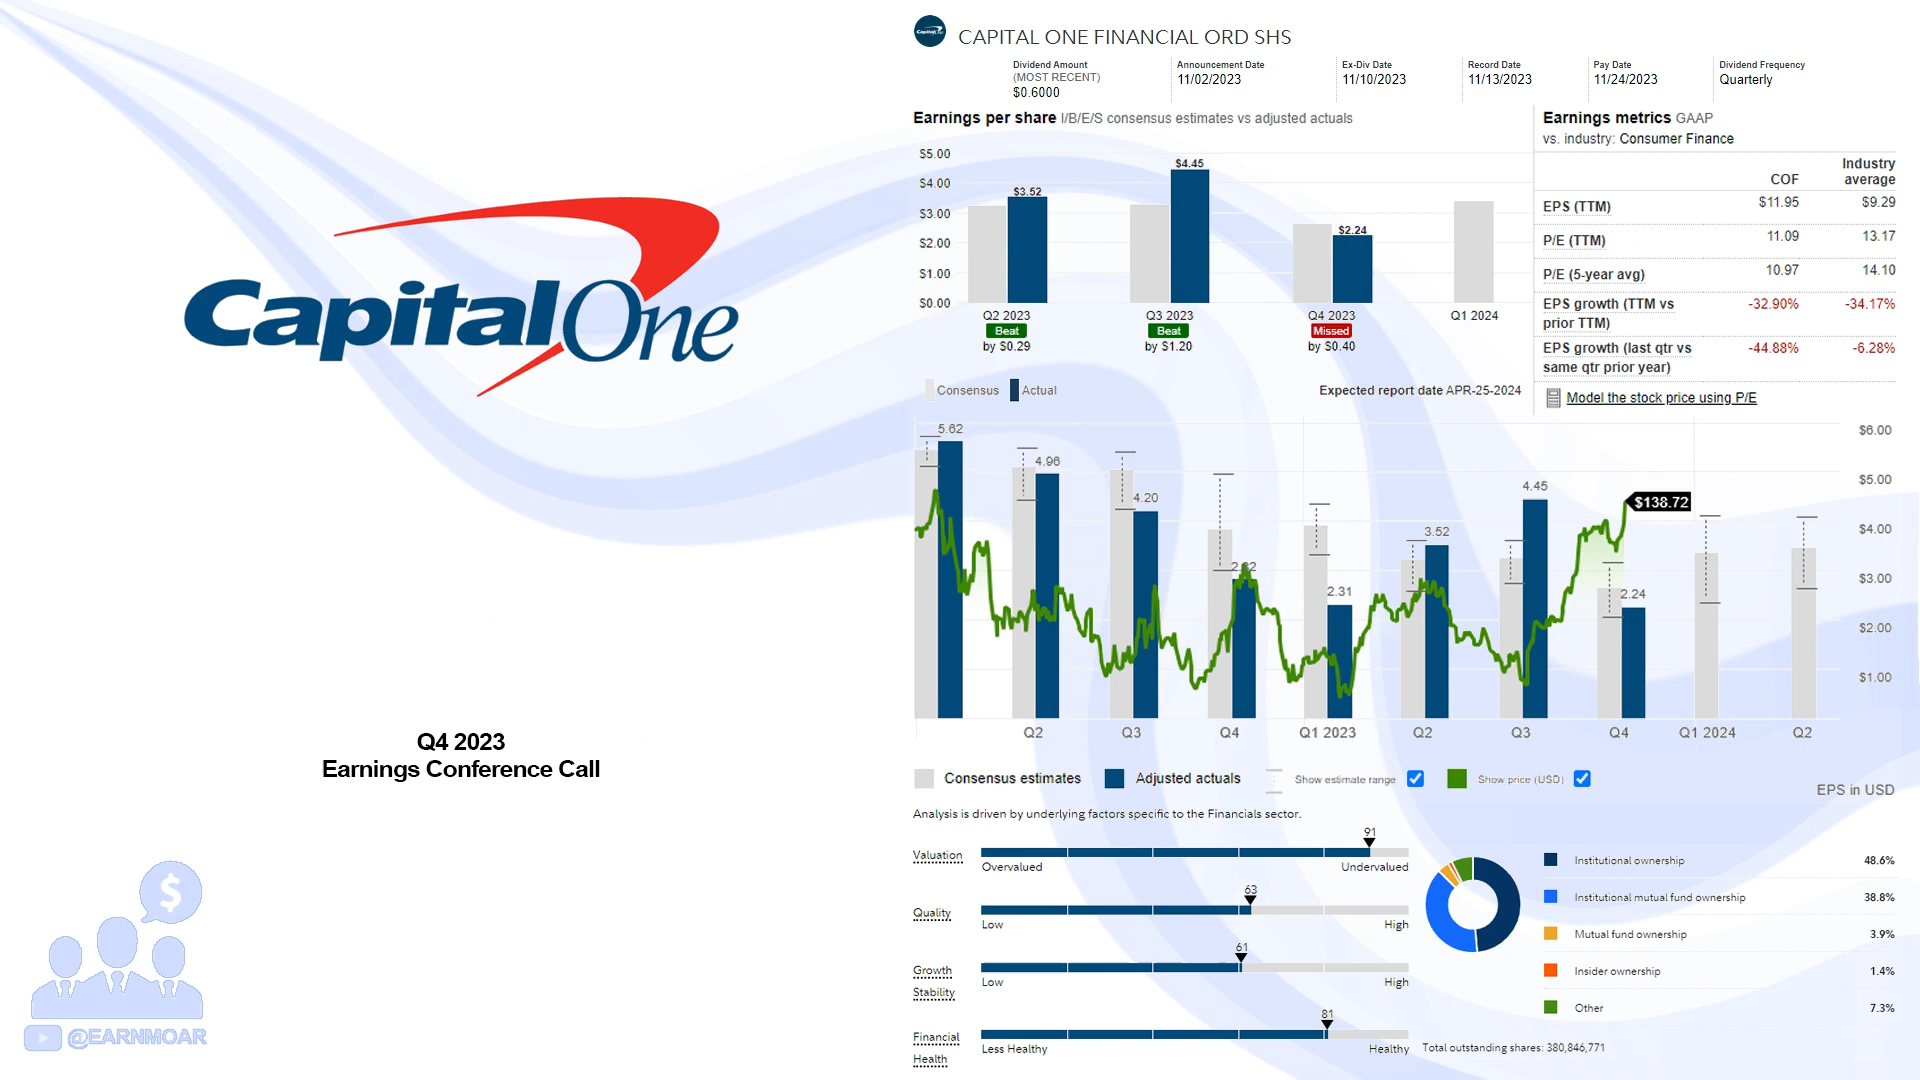 CapitalOne
Q4 2023
Earnings Conference Call
$
@EARNMOAR
CapitalOne
CAPITAL ONE FINANCIAL ORD SHS
Dividend Amount
(MOST RECENT)
$0.6000
Announcement Date
11/02/2023
Ex-Div Date
11/10/2023
Record Date
11/13/2023
Pay Date
11/24/2023
Dividend Frequency
Quarterly
Earnings per share I/B/E/S consensus estimates vs adjusted actuals
$5.00
$4.00
$3.00
$2.00
$1.00
$0.00
$3.52
$4.45
$2.24
Q2 2023
Beat
by $0.29
Q3 2023
Beat
by $1.20
Q4 2023
Missed
by $0.40
Q1 2024
Consensus Actual
Expected report date APR-25-2024
Earnings metrics GAAP
vs. industry: Consumer Finance
COF Industry average
EPS (TTM) $11.95 $9.29
P/E (TTM) 11.09 13.17
P/E (5-year avg) 10.97 14.10
EPS growth (TTM vs prior TTM) -32.90% -34.17%
EPS growth (last qtr vs same qtr prior year) -44.88% -6.28%
Model the stock price using P/E
5.62
4.96
4.20
2.82
2.31
3.52
4.45
2.24
$138.72
$6.00
$5.00
$4.00
$3.00
$2.00
$1.00
Q2 Q3 Q4 Q1 2023 Q2 Q3 Q4 Q1 2024 Q2
Consensus estimates Adjusted actuals Show estimate range Show price (USD)
EPS in USD
Analysis is driven by underlying factors specific to the Financials sector.
Valuation
91
Overvalued Undervalued
Quality
63
Low High
Growth
Stability
61
Low High
Financial
Health
81
Less Healthy Healthy
Institutional ownership 48.6%
Institutional mutual fund ownership 38.8%
Mutual fund ownership 3.9%
Insider ownership 1.4%
Other 7.3%
Total outstanding shares: 380,846,771